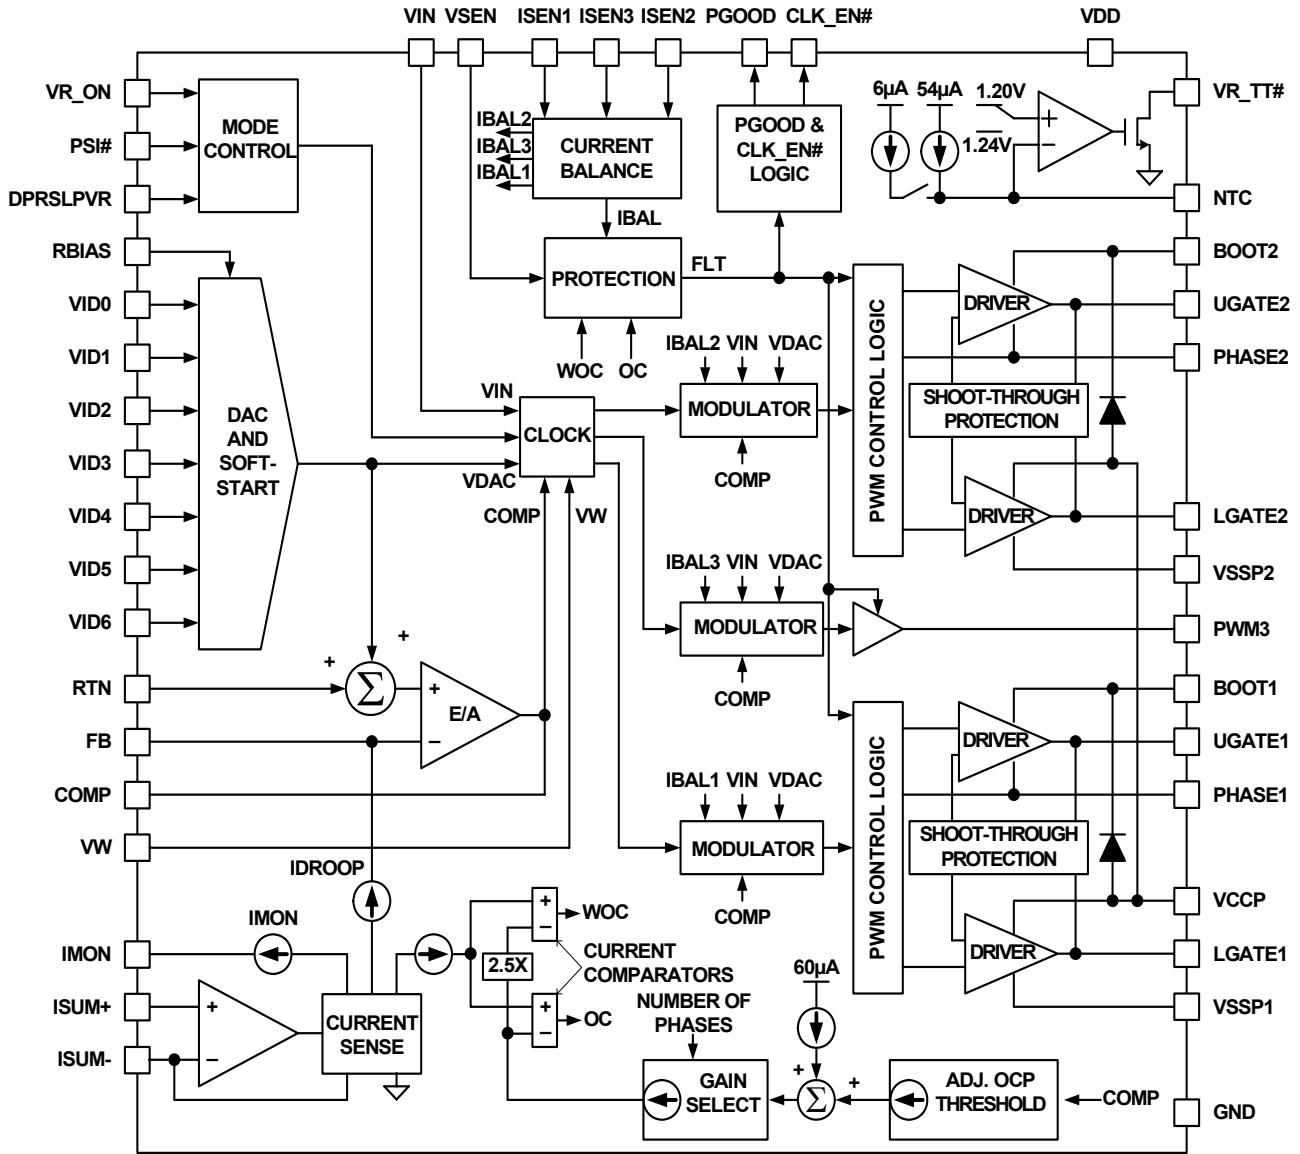 VIN VSEN ISEN1 ISEN3 ISEN2 PGOOD CLK_EN# VDD
VR_ON
PSI#
DPRSLPVR
RBIAS
VID0
VID1
VID2
VID3
VID4
VID5
VID6
RTN
FB
COMP
VW
IMON
ISUM+
ISUM-
MODE
CONTROL
DAC
AND
SOFT-
START
IBAL2
IBAL3
IBAL1
CURRENT
BALANCE
IBAL
PROTECTION
FLT
WOC OC
PGOOD &
CLK_EN#
LOGIC
6µA 54µA
1.20V
1.24V
+
−
VIN
CLOCK
VDAC
COMP
VW
IBAL2 VIN VDAC
MODULATOR
COMP
IBAL3 VIN VDAC
MODULATOR
COMP
IBAL1 VIN VDAC
MODULATOR
COMP
PWM CONTROL LOGIC
DRIVER
SHOOT-THROUGH
PROTECTION
DRIVER
PWM CONTROL LOGIC
DRIVER
SHOOT-THROUGH
PROTECTION
DRIVER
+
+
Σ
+
−
E/A
IDROOP
IMON
+
−
CURRENT
SENSE
+
−
WOC
2.5X
CURRENT
COMPARATORS
+
−
OC
NUMBER OF
PHASES
GAIN
SELECT
60µA
+
Σ
+
ADJ. OCP
THRESHOLD
COMP
VR_TT#
NTC
BOOT2
UGATE2
PHASE2
LGATE2
VSSP2
PWM3
BOOT1
UGATE1
PHASE1
VCCP
LGATE1
VSSP1
GND